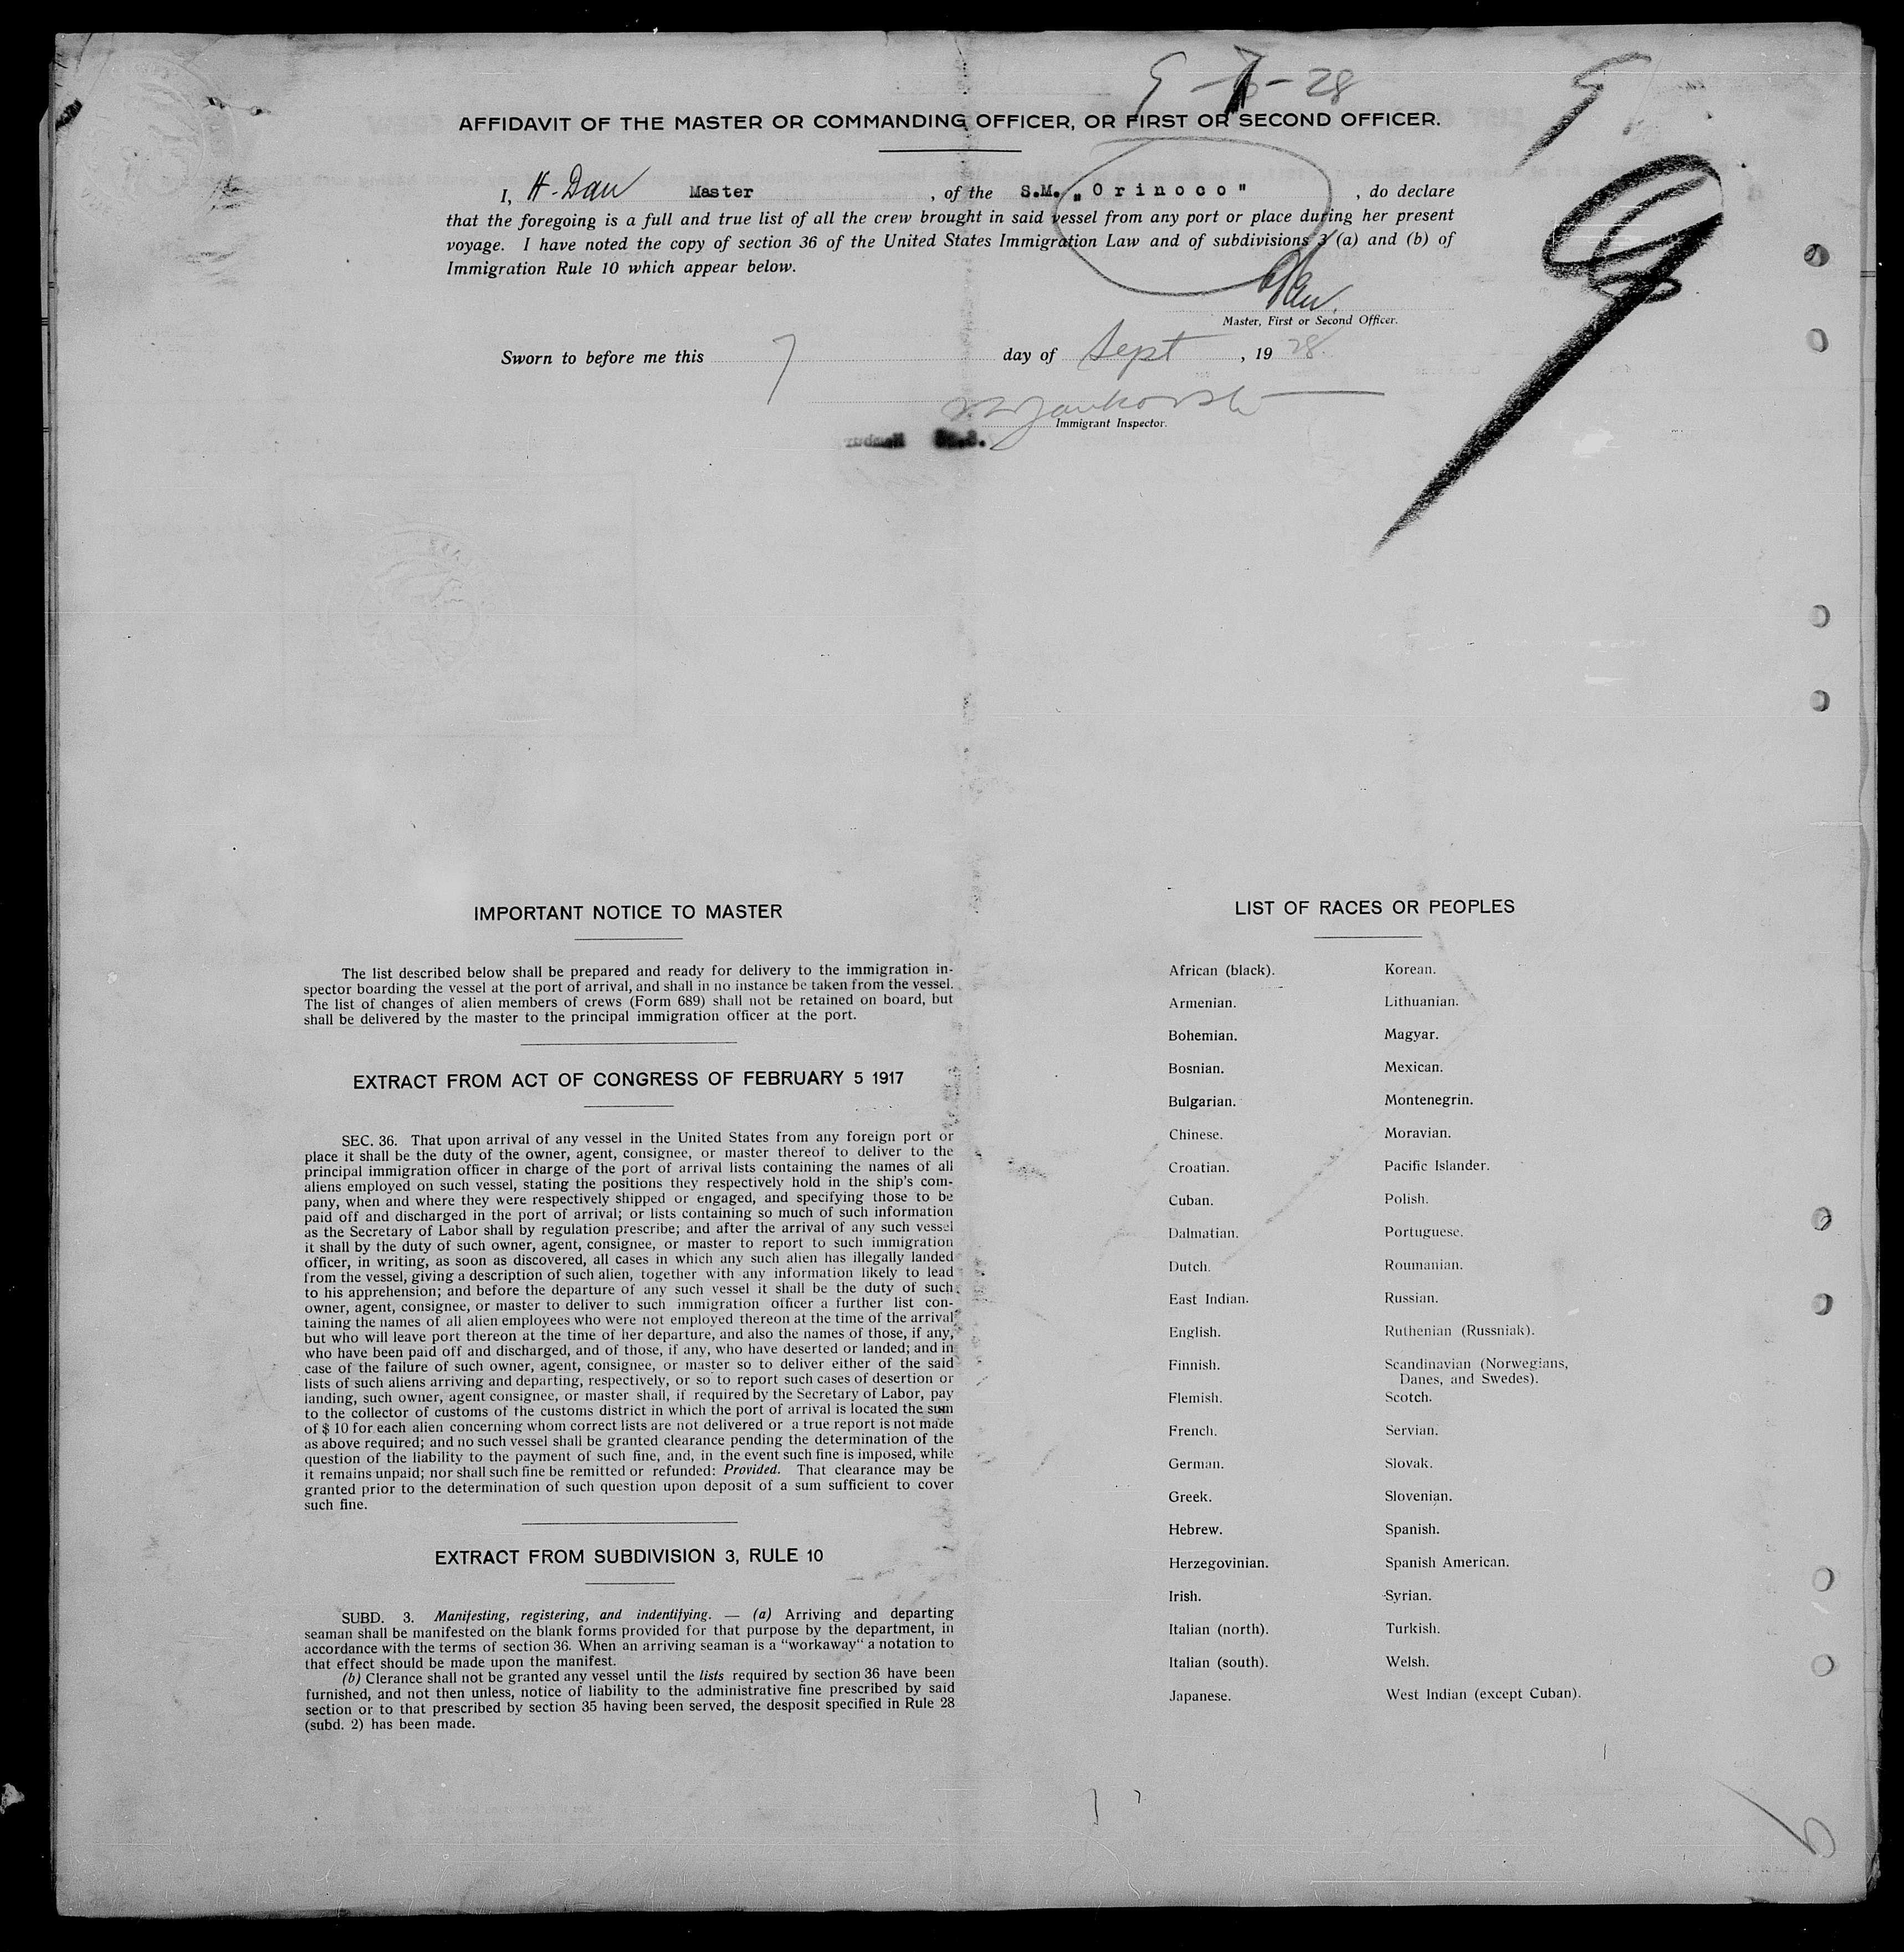 9-7-28
9
AFFIDAVIT OF THE MASTER OR COMMANDING OFFICER, OR FIRST OR SECOND OFFICER.
I, H. Dau Master , of the S.M. „Orinoco" , do declare
that the foregoing is a full and true list of all the crew brought in said vessel from any port or place during her present
voyage. I have noted the copy of section 36 of the United States Immigration Law and of subdivisions 3 (a) and (b) of
Immigration Rule 10 which appear below.
Master, First or Second Officer.
Sworn to before me this 7 day of Sept , 19 28.
Immigrant Inspector.
IMPORTANT NOTICE TO MASTER
The list described below shall be prepared and ready for delivery to the immigration in-
spector boarding the vessel at the port of arrival, and shall in no instance be taken from the vessel.
The list of changes of alien members of crews (Form 689) shall not be retained on board, but
shall be delivered by the master to the principal immigration officer at the port.
EXTRACT FROM ACT OF CONGRESS OF FEBRUARY 5 1917
SEC. 36. That upon arrival of any vessel in the United States from any foreign port or
place it shall be the duty of the owner, agent, consignee, or master thereof to deliver to the
principal immigration officer in charge of the port of arrival lists containing the names of all
aliens employed on such vessel, stating the positions they respectively hold in the ship's com-
pany, when and where they were respectively shipped or engaged, and specifying those to be
paid off and discharged in the port of arrival; or lists containing so much of such information
as the Secretary of Labor shall by regulation prescribe; and after the arrival of any such vessel
it shall by the duty of such owner, agent, consignee, or master to report to such immigration
officer, in writing, as soon as discovered, all cases in which any such alien has illegally landed
from the vessel, giving a description of such alien, together with any information likely to lead
to his apprehension; and before the departure of any such vessel it shall be the duty of such
owner, agent, consignee, or master to deliver to such immigration officer a further list con-
taining the names of all alien employees who were not employed thereon at the time of the arrival
but who will leave port thereon at the time of her departure, and also the names of those, if any,
who have been paid off and discharged, and of those, if any, who have deserted or landed; and in
case of the failure of such owner, agent, consignee, or master so to deliver either of the said
lists of such aliens arriving and departing, respectively, or so to report such cases of desertion or
landing, such owner, agent consignee, or master shall, if required by the Secretary of Labor, pay
to the collector of customs of the customs district in which the port of arrival is located the sum
of $ 10 for each alien concerning whom correct lists are not delivered or a true report is not made
as above required; and no such vessel shall be granted clearance pending the determination of the
question of the liability to the payment of such fine, and, in the event such fine is imposed, while
it remains unpaid; nor shall such fine be remitted or refunded: Provided. That clearance may be
granted prior to the determination of such question upon deposit of a sum sufficient to cover
such fine.
EXTRACT FROM SUBDIVISION 3, RULE 10
SUBD. 3. Manifesting, registering, and indentifying. — (a) Arriving and departing
seaman shall be manifested on the blank forms provided for that purpose by the department, in
accordance with the terms of section 36. When an arriving seaman is a "workaway" a notation to
that effect should be made upon the manifest.
(b) Clerance shall not be granted any vessel until the lists required by section 36 have been
furnished, and not then unless, notice of liability to the administrative fine prescribed by said
section or to that prescribed by section 35 having been served, the desposit specified in Rule 28
(subd. 2) has been made.
LIST OF RACES OR PEOPLES
African (black).
Armenian.
Bohemian.
Bosnian.
Bulgarian.
Chinese.
Croatian.
Cuban.
Dalmatian.
Dutch.
East Indian.
English.
Finnish.
Flemish.
French.
German.
Greek.
Hebrew.
Herzegovinian.
Irish.
Italian (north).
Italian (south).
Japanese.
Korean.
Lithuanian.
Magyar.
Mexican.
Montenegrin.
Moravian.
Pacific Islander.
Polish.
Portuguese.
Roumanian.
Russian.
Ruthenian (Russniak).
Scandinavian (Norwegians,
Danes, and Swedes).
Scotch.
Servian.
Slovak.
Slovenian.
Spanish.
Spanish American.
Syrian.
Turkish.
Welsh.
West Indian (except Cuban).